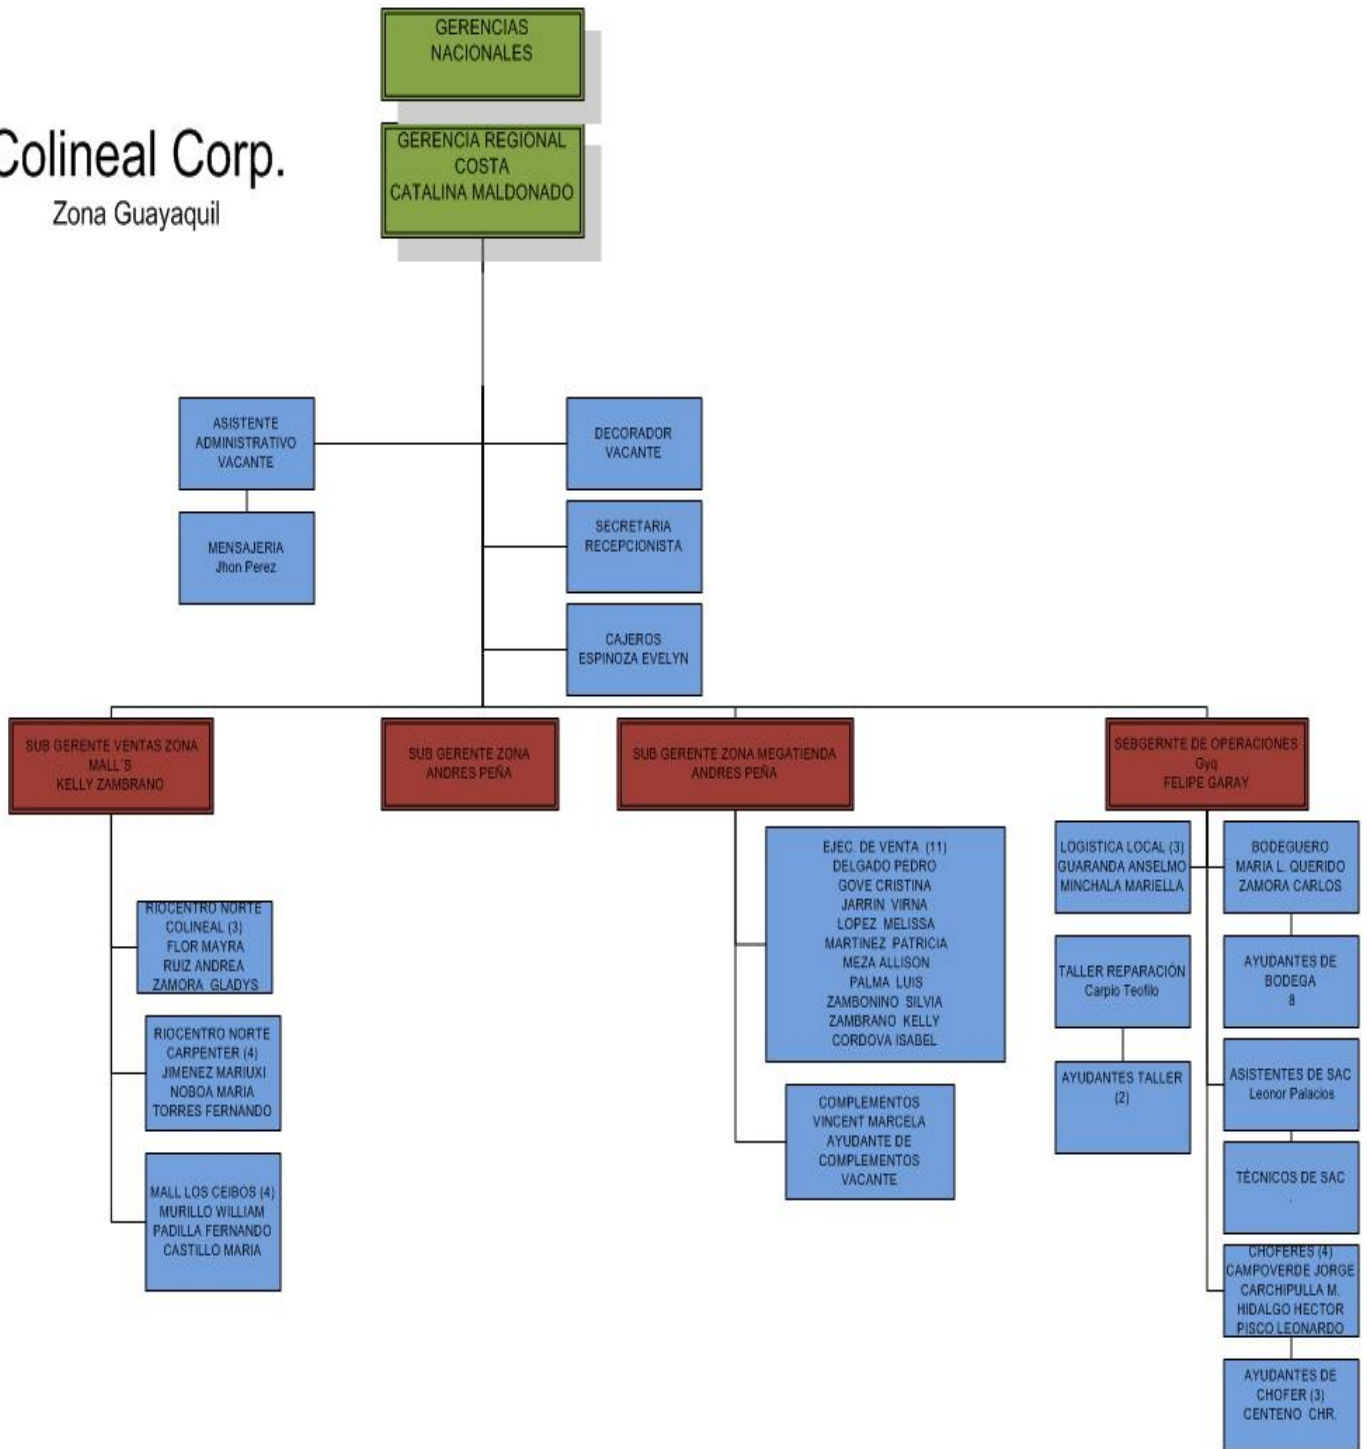 GERENCIAS
NACIONALES
Colineal Corp.
Zona Guayaquil
GERENCIA REGIONAL
COSTA
CATALINA MALDONADO
ASISTENTE
ADMINISTRATIVO
VACANTE
DECORADOR
VACANTE
MENSAJERIA
Jhon Perez
SECRETARIA
RECEPCIONISTA
CAJEROS
ESPINOZA EVELYN
SUB GERENTE VENTAS ZONA
MALL`S
KELLY ZAMBRANO
SUB GERENTE ZONA
ANDRES PEÑA
SUB GERENTE ZONA MEGATIENDA
ANDRES PEÑA
SEBGERNTE DE OPERACIONES
Gyq
FELIPE GARAY
RIOCENTRO NORTE
COLINEAL (3)
FLOR MAYRA
RUIZ ANDREA
ZAMORA GLADYS
RIOCENTRO NORTE
CARPENTER (4)
JIMENEZ MARIUXI
NOBOA MARIA
TORRES FERNANDO
MALL LOS CEIBOS (4)
MURILLO WILLIAM
PADILLA FERNANDO
CASTILLO MARIA
EJEC. DE VENTA (11)
DELGADO PEDRO
GOVE CRISTINA
JARRIN VIRNA
LOPEZ MELISSA
MARTINEZ PATRICIA
MEZA ALLISON
PALMA LUIS
ZAMBONINO SILVIA
ZAMBRANO KELLY
CORDOVA ISABEL
COMPLEMENTOS
VINCENT MARCELA
AYUDANTE DE
COMPLEMENTOS
VACANTE
LOGISTICA LOCAL (3)
GUARANDA ANSELMO
MINCHALA MARIELLA
TALLER REPARACIÓN
Carpio Teofilo
AYUDANTES TALLER
(2)
BODEGUERO
MARIA L. QUERIDO
ZAMORA CARLOS
AYUDANTES DE
BODEGA
8
ASISTENTES DE SAC
Leonor Palacios
TÉCNICOS DE SAC
.
CHOFERES (4)
CAMPOVERDE JORGE
CARCHIPULLA M.
HIDALGO HECTOR
PISCO LEONARDO
AYUDANTES DE
CHOFER (3)
CENTENO CHR.